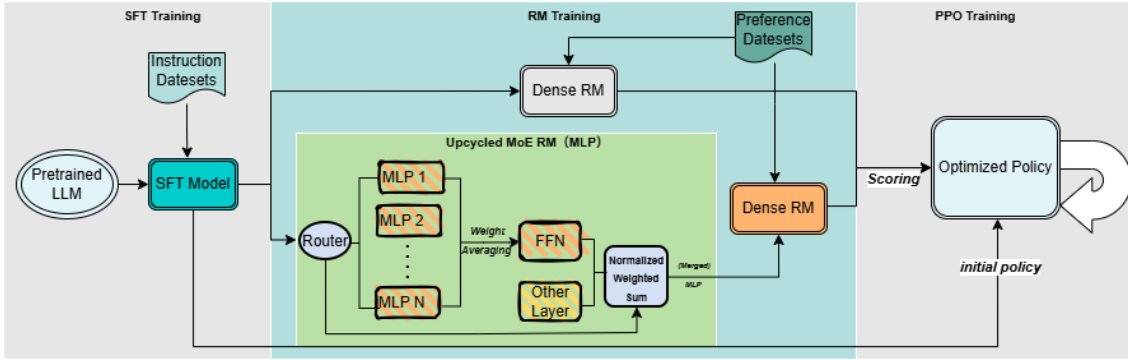 SFT Training
RM Training
PPO Training
Instruction
Datesets
Preference
Datesets
Dense RM
Upcycled MoE RM（MLP）
Pretrained
LLM
SFT Model
Router
MLP 1
MLP 2
MLP N
Weight
Averaging
FFN
Other
Layer
Normalized
Weighted
Sum
(Merged)
MLP
Dense RM
Scoring
Optimized Policy
initial policy